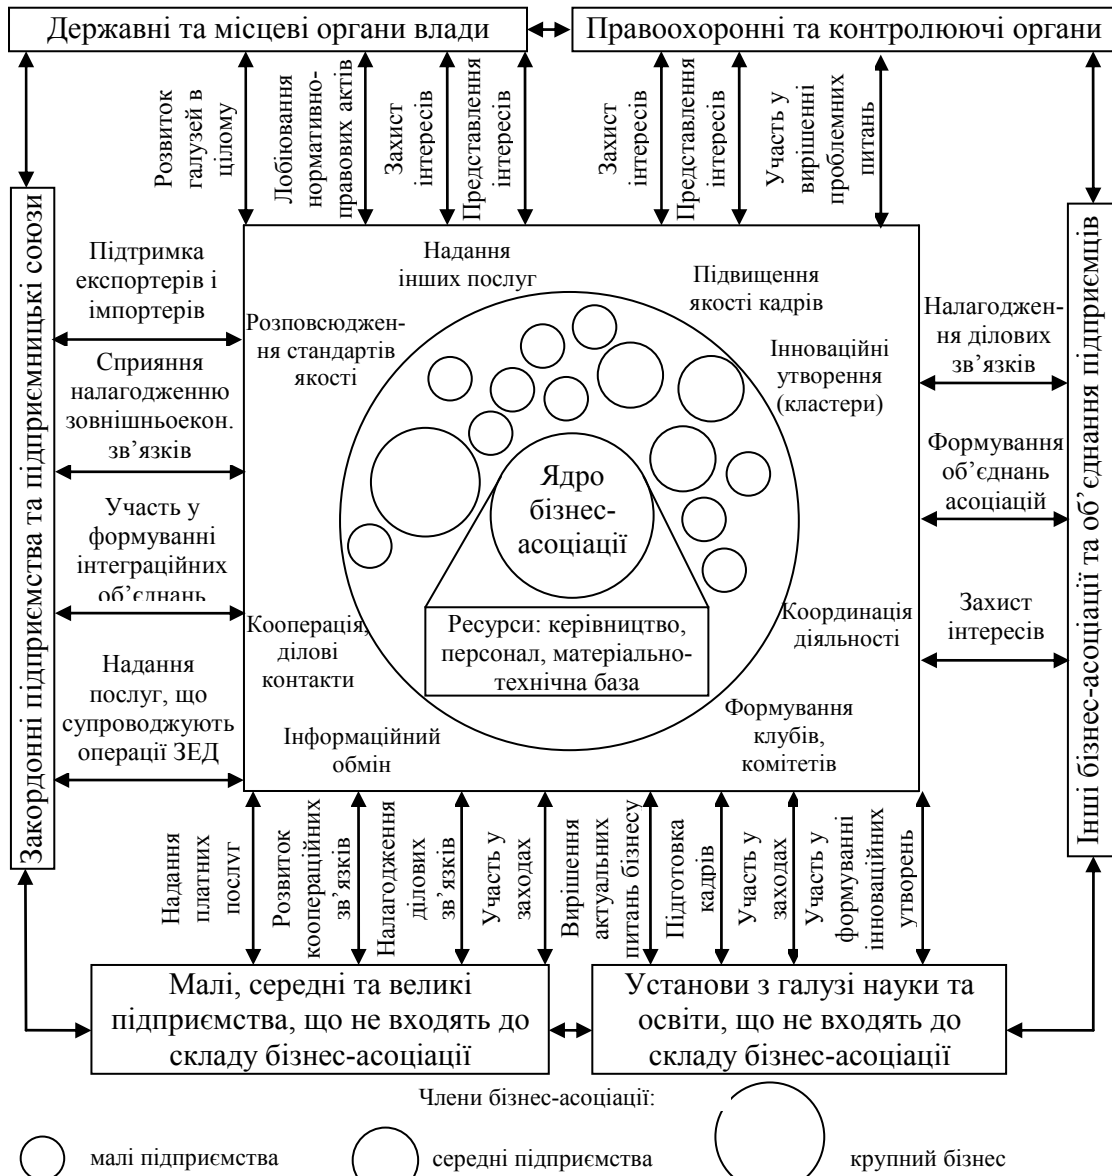 Державні та місцеві органи влади
Правоохоронні та контролюючі органи
Розвиток
галузей в
цілому
Лобіювання
нормативно-
правових актів
Захист
інтересів
Представлення
інтересів
Захист
інтересів
Представлення
інтересів
Участь у
вирішенні
проблемних
питань
Закордонні підприємства та підприємницькі союзи
Підтримка
експортерів і
імпортерів
Сприяння
налагодженню
зовнішньоекон.
зв’язків
Участь у
формуванні
інтеграційних
об’єднань
Надання
послуг, що
супроводжують
операції ЗЕД
Надання
інших послуг
Підвищення
якості кадрів
Розповсюджен-
ня стандартів
якості
Інноваційні
утворення
(кластери)
Ядро
бізнес-
асоціації
Ресурси: керівництво,
персонал, матеріально-
технічна база
Кооперація,
ділові
контакти
Координація
діяльності
Інформаційний
обмін
Формування
клубів,
комітетів
Налагоджен-
ня ділових
зв’язків
Формування
об’єднань
асоціацій
Захист
інтересів
Інші бізнес-асоціації та об’єднання підприємців
Надання
платних
послуг
Розвиток
коопераційних
зв’язків
Налагодження
ділових
зв’язків
Участь у
заходах
Вирішення
актуальних
питань бізнесу
Підготовка
кадрів
Участь у
заходах
Участь у
формуванні
інноваційних
утворень
Малі, середні та великі
підприємства, що не входять до
складу бізнес-асоціації
Установи з галузі науки та
освіти, що не входять до
складу бізнес-асоціації
Члени бізнес-асоціації:
малі підприємства
середні підприємства
крупний бізнес